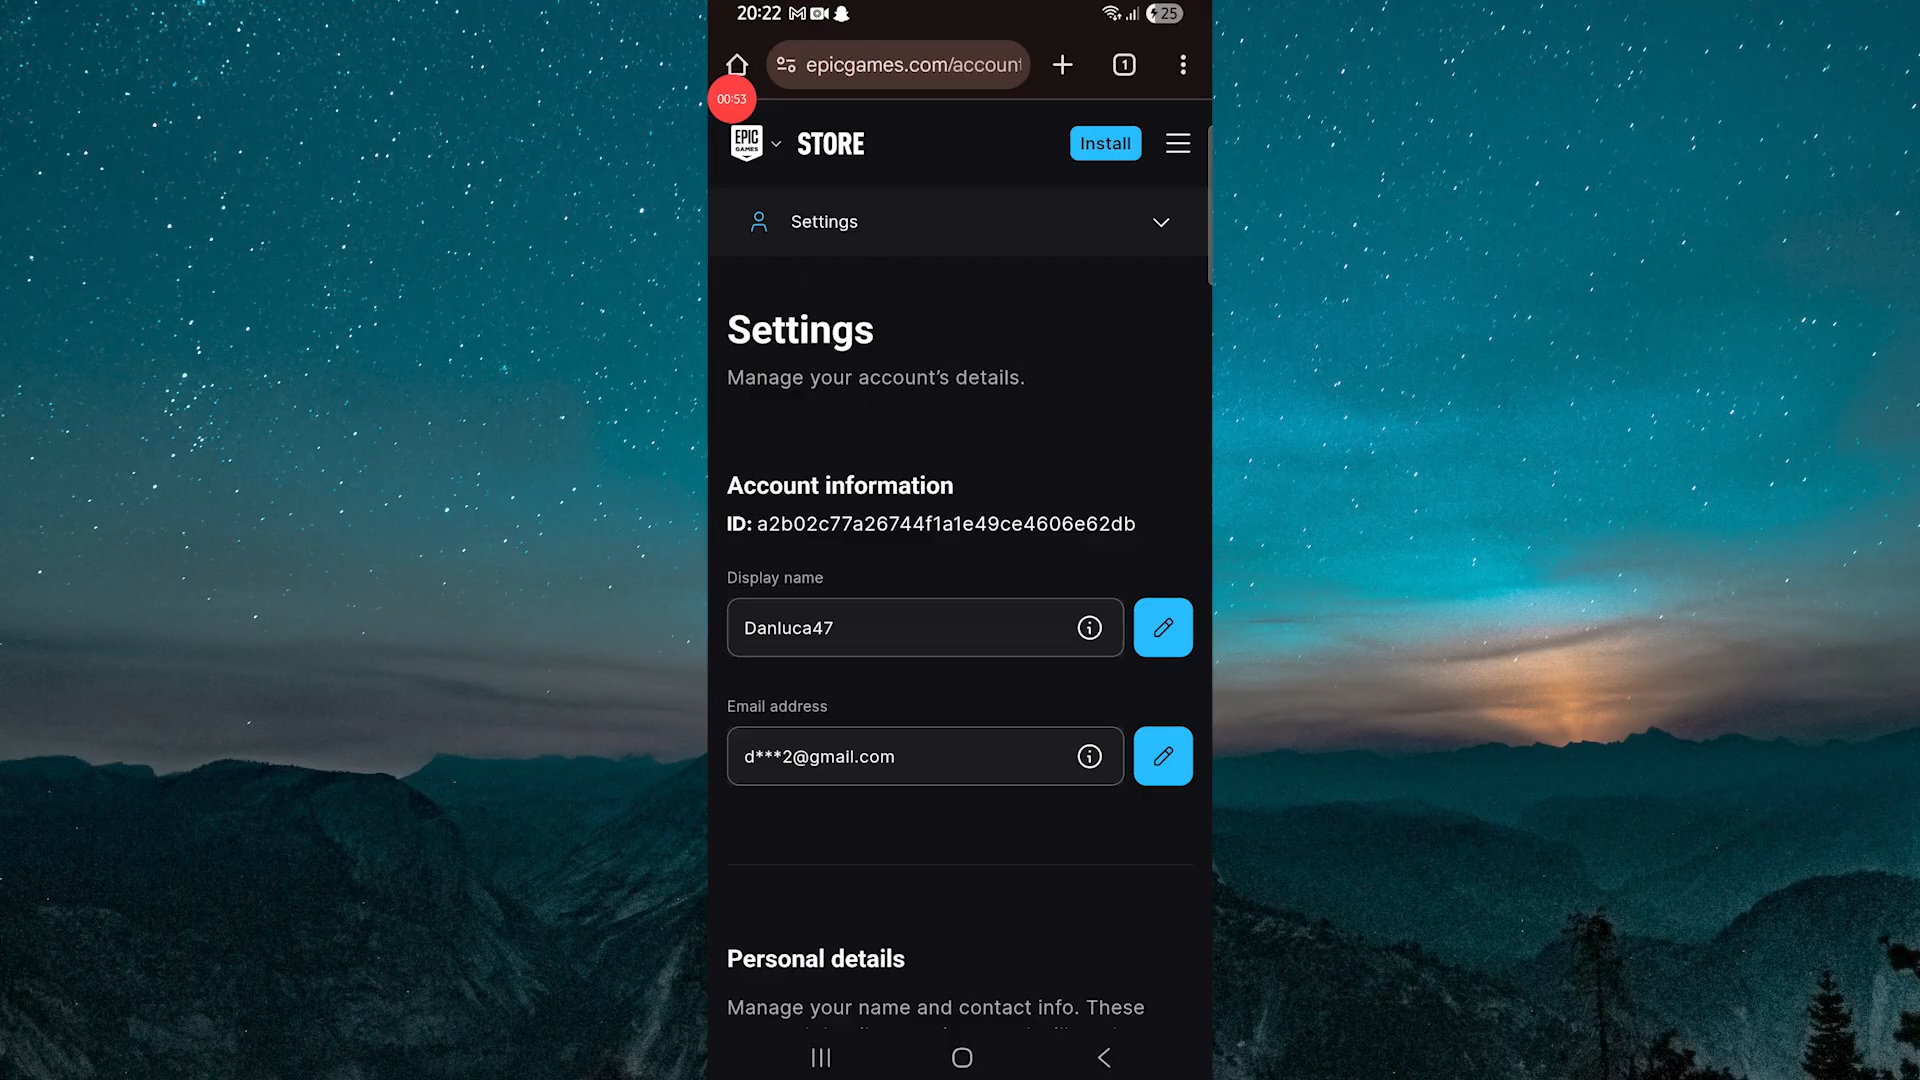 20:22
25
epicgames.com/account
1
00:53
EPIC
GAMES
STORE
Install
Settings
Settings
Manage your account’s details.
Account information
ID: a2b02c77a26744f1a1e49ce4606e62db
Display name
Danluca47
Email address
d***2@gmail.com
Personal details
Manage your name and contact info. These